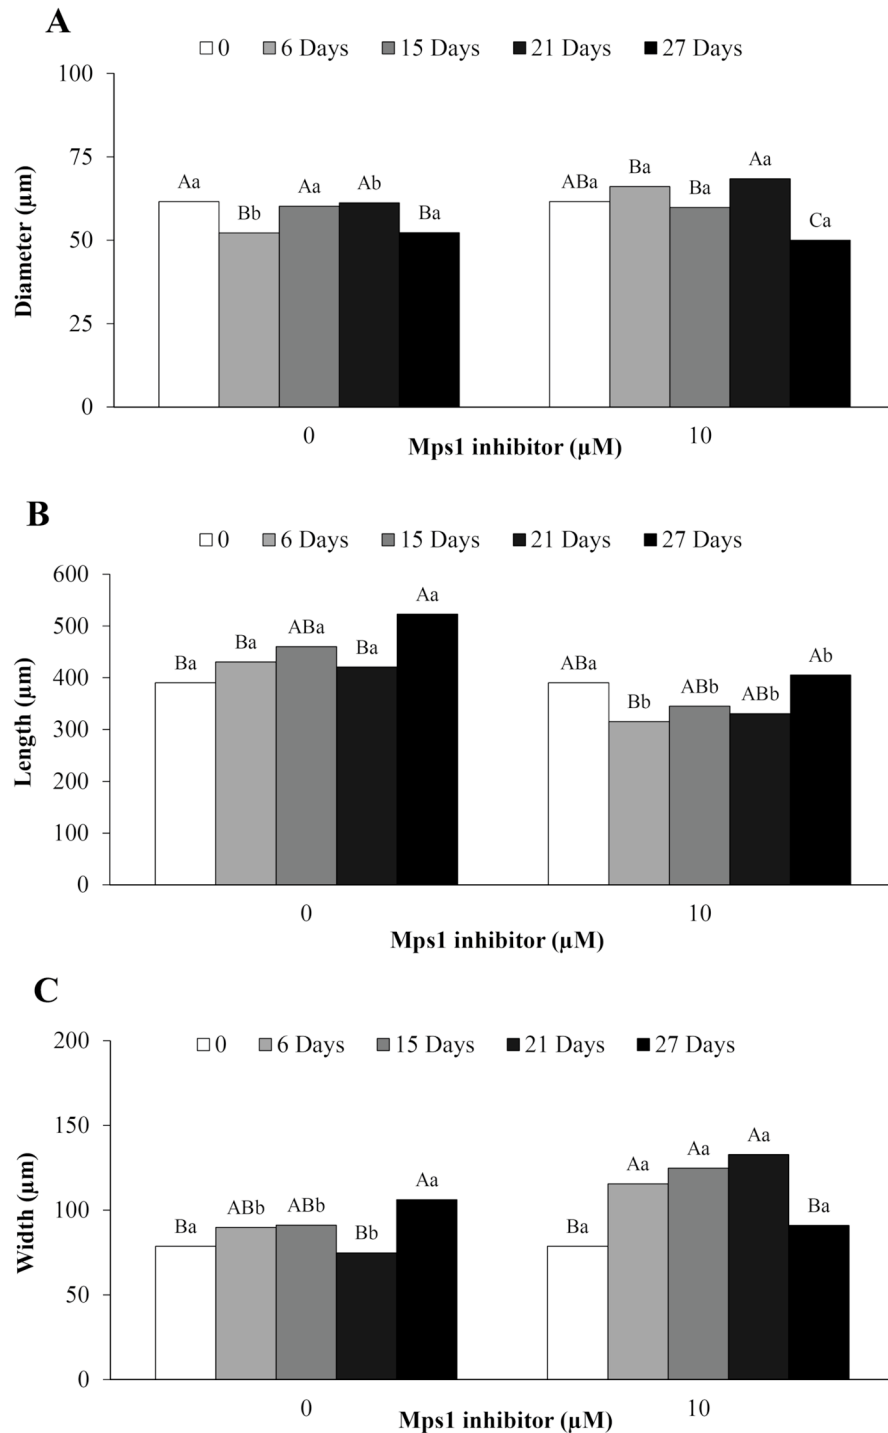 A
0 6 Days 15 Days 21 Days 27 Days
100
75
50
25
0
Diameter (µm)
Aa Bb Aa Ab Ba ABa Ba Ba Aa Ca
0 10
Mps1 inhibitor (µM)
B
0 6 Days 15 Days 21 Days 27 Days
600
500
400
300
200
100
0
Length (µm)
Ba Ba ABa Ba Aa ABa Bb ABb ABb Ab
0 10
Mps1 inhibitor (µM)
C
0 6 Days 15 Days 21 Days 27 Days
200
150
100
50
0
Width (µm)
Ba ABb ABb Bb Aa Ba Aa Aa Aa Ba
0 10
Mps1 inhibitor (µM)